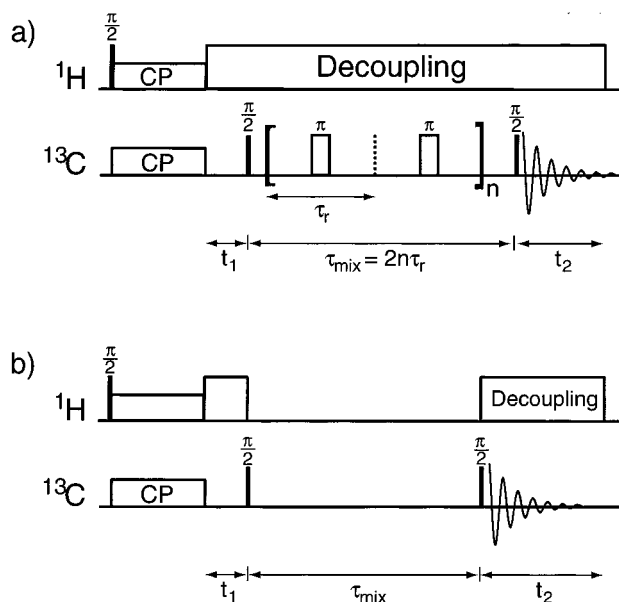 a)
π/2
¹H
CP
Decoupling
π/2
π
π
π/2
¹³C
CP
n
τr
t₁
τmix = 2nτr
t₂
b)
π/2
¹H
Decoupling
π/2
π/2
¹³C
CP
t₁
τmix
t₂